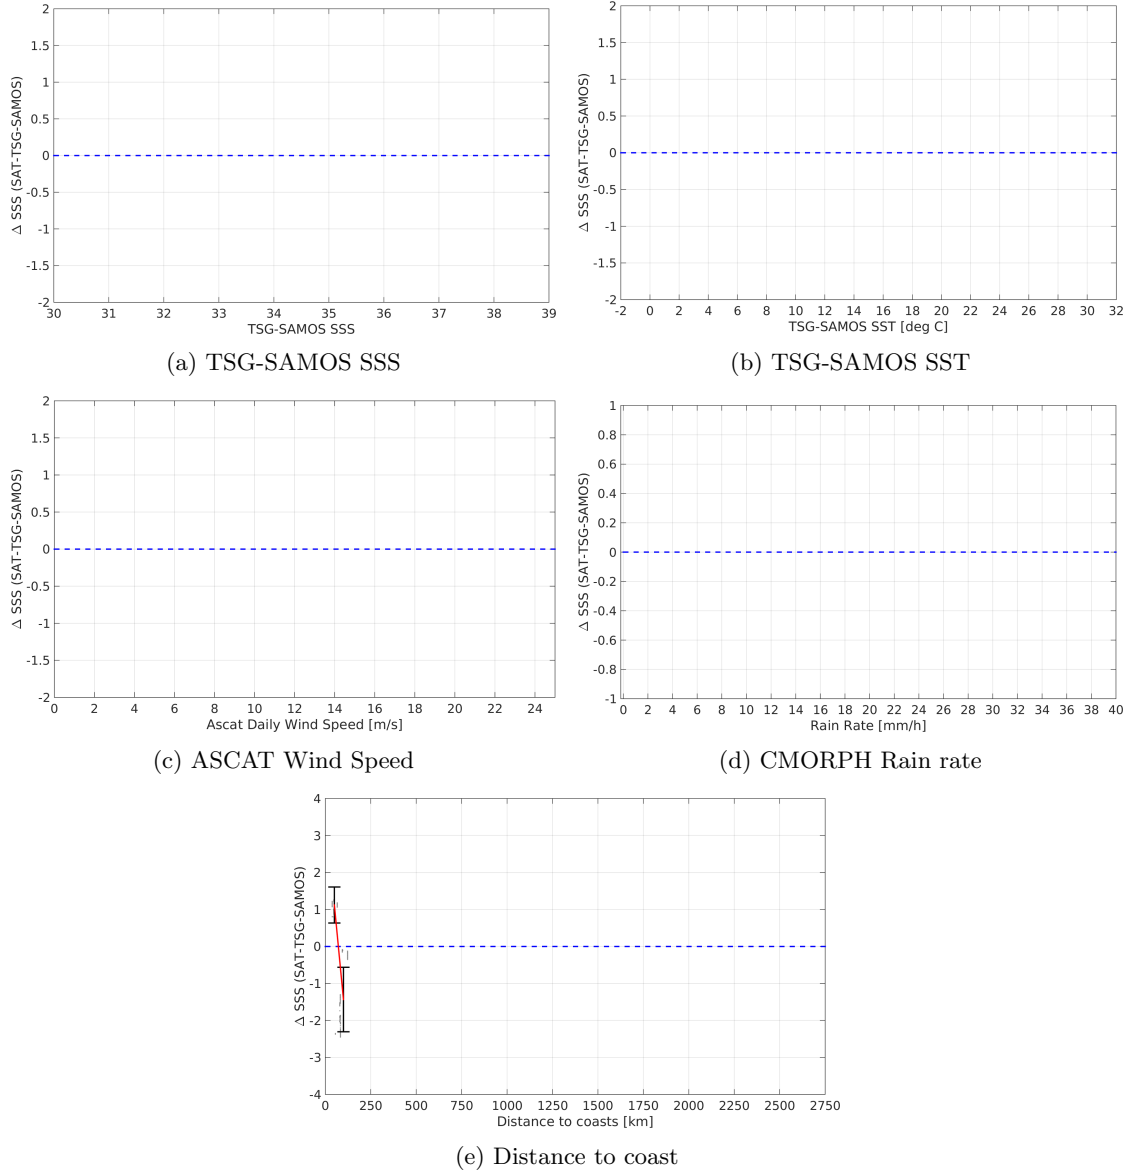 2
1.5
1
0.5
0
-0.5
-1
-1.5
-2
Δ SSS (SAT-TSG-SAMOS)
30 31 32 33 34 35 36 37 38 39
TSG-SAMOS SSS
(a) TSG-SAMOS SSS
2
1.5
1
0.5
0
-0.5
-1
-1.5
-2
Δ SSS (SAT-TSG-SAMOS)
-2 0 2 4 6 8 10 12 14 16 18 20 22 24 26 28 30 32
TSG-SAMOS SST [deg C]
(b) TSG-SAMOS SST
2
1.5
1
0.5
0
-0.5
-1
-1.5
-2
Δ SSS (SAT-TSG-SAMOS)
0 2 4 6 8 10 12 14 16 18 20 22 24
Ascat Daily Wind Speed [m/s]
(c) ASCAT Wind Speed
1
0.8
0.6
0.4
0.2
0
-0.2
-0.4
-0.6
-0.8
-1
Δ SSS (SAT-TSG-SAMOS)
0 2 4 6 8 10 12 14 16 18 20 22 24 26 28 30 32 34 36 38 40
Rain Rate [mm/h]
(d) CMORPH Rain rate
4
3
2
1
0
-1
-2
-3
-4
Δ SSS (SAT-TSG-SAMOS)
0 250 500 750 1000 1250 1500 1750 2000 2250 2500 2750
Distance to coasts [km]
(e) Distance to coast